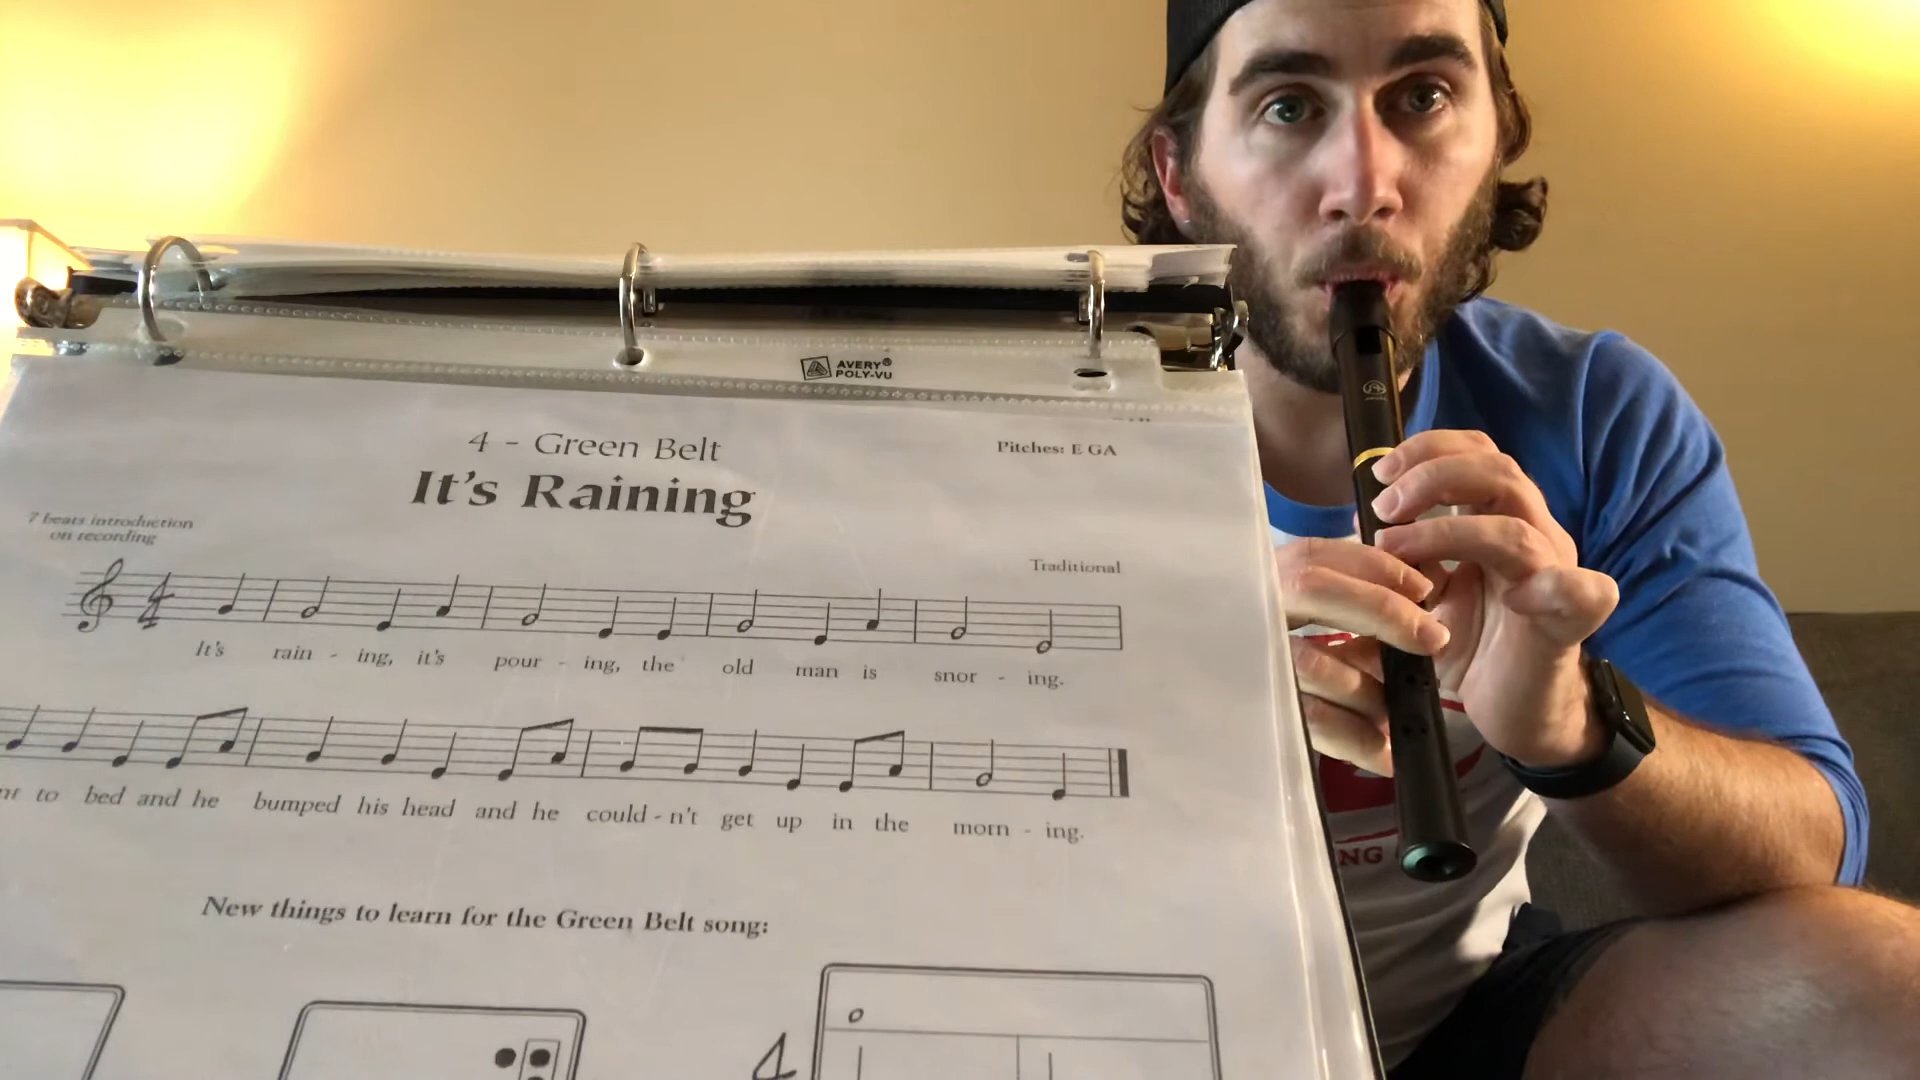 AVERY®
POLY-VU
4 - Green Belt
Pitches: E GA
It's Raining
7 beats introduction
on recording
Traditional
4
It's rain - ing, it's pour - ing, the old man is snor - ing.
to bed and he bumped his head and he could - n't get up in the morn - ing.
New things to learn for the Green Belt song:
4
NG